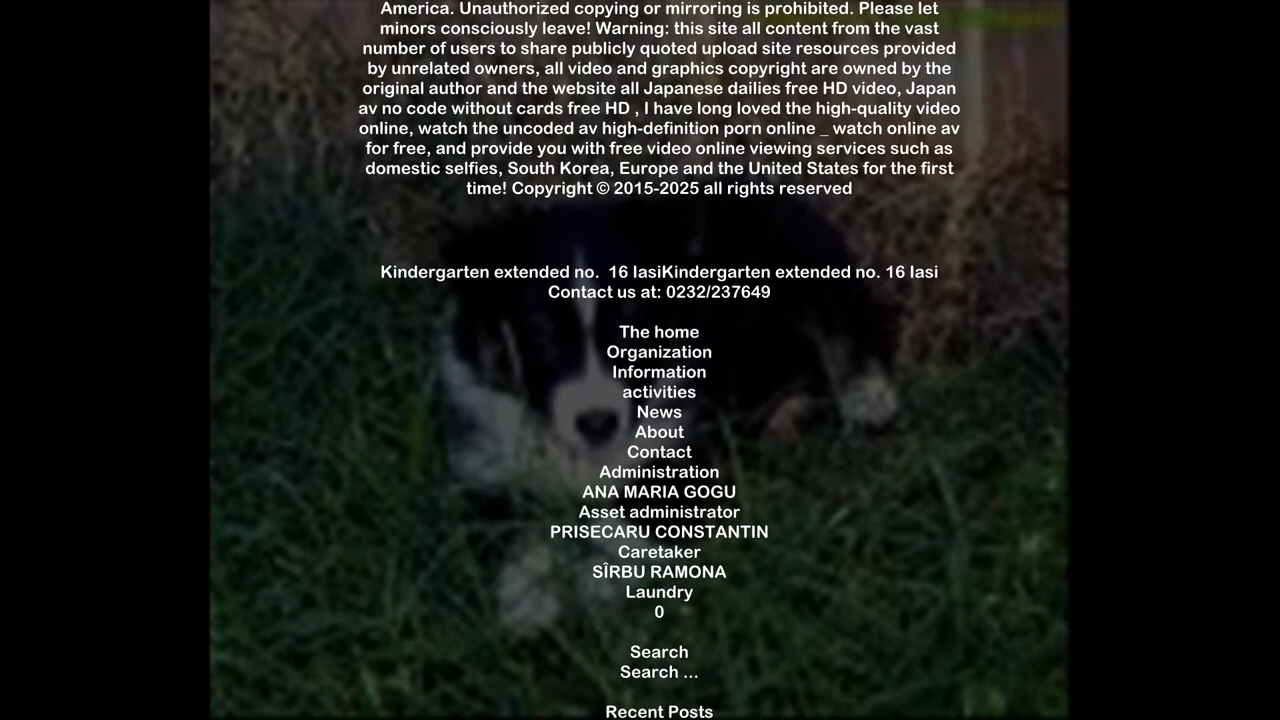 America. Unauthorized copying or mirroring is prohibited. Please let
minors consciously leave! Warning: this site all content from the vast
number of users to share publicly quoted upload site resources provided
by unrelated owners, all video and graphics copyright are owned by the
original author and the website all Japanese dailies free HD video, Japan
av no code without cards free HD , I have long loved the high-quality video
online, watch the uncoded av high-definition porn online _ watch online av
for free, and provide you with free video online viewing services such as
domestic selfies, South Korea, Europe and the United States for the first
time! Copyright © 2015-2025 all rights reserved
Kindergarten extended no.  16 IasiKindergarten extended no. 16 Iasi
Contact us at: 0232/237649
The home
Organization
Information
activities
News
About
Contact
Administration
ANA MARIA GOGU
Asset administrator
PRISECARU CONSTANTIN
Caretaker
SÎRBU RAMONA
Laundry
0
Search
Search ...
Recent Posts